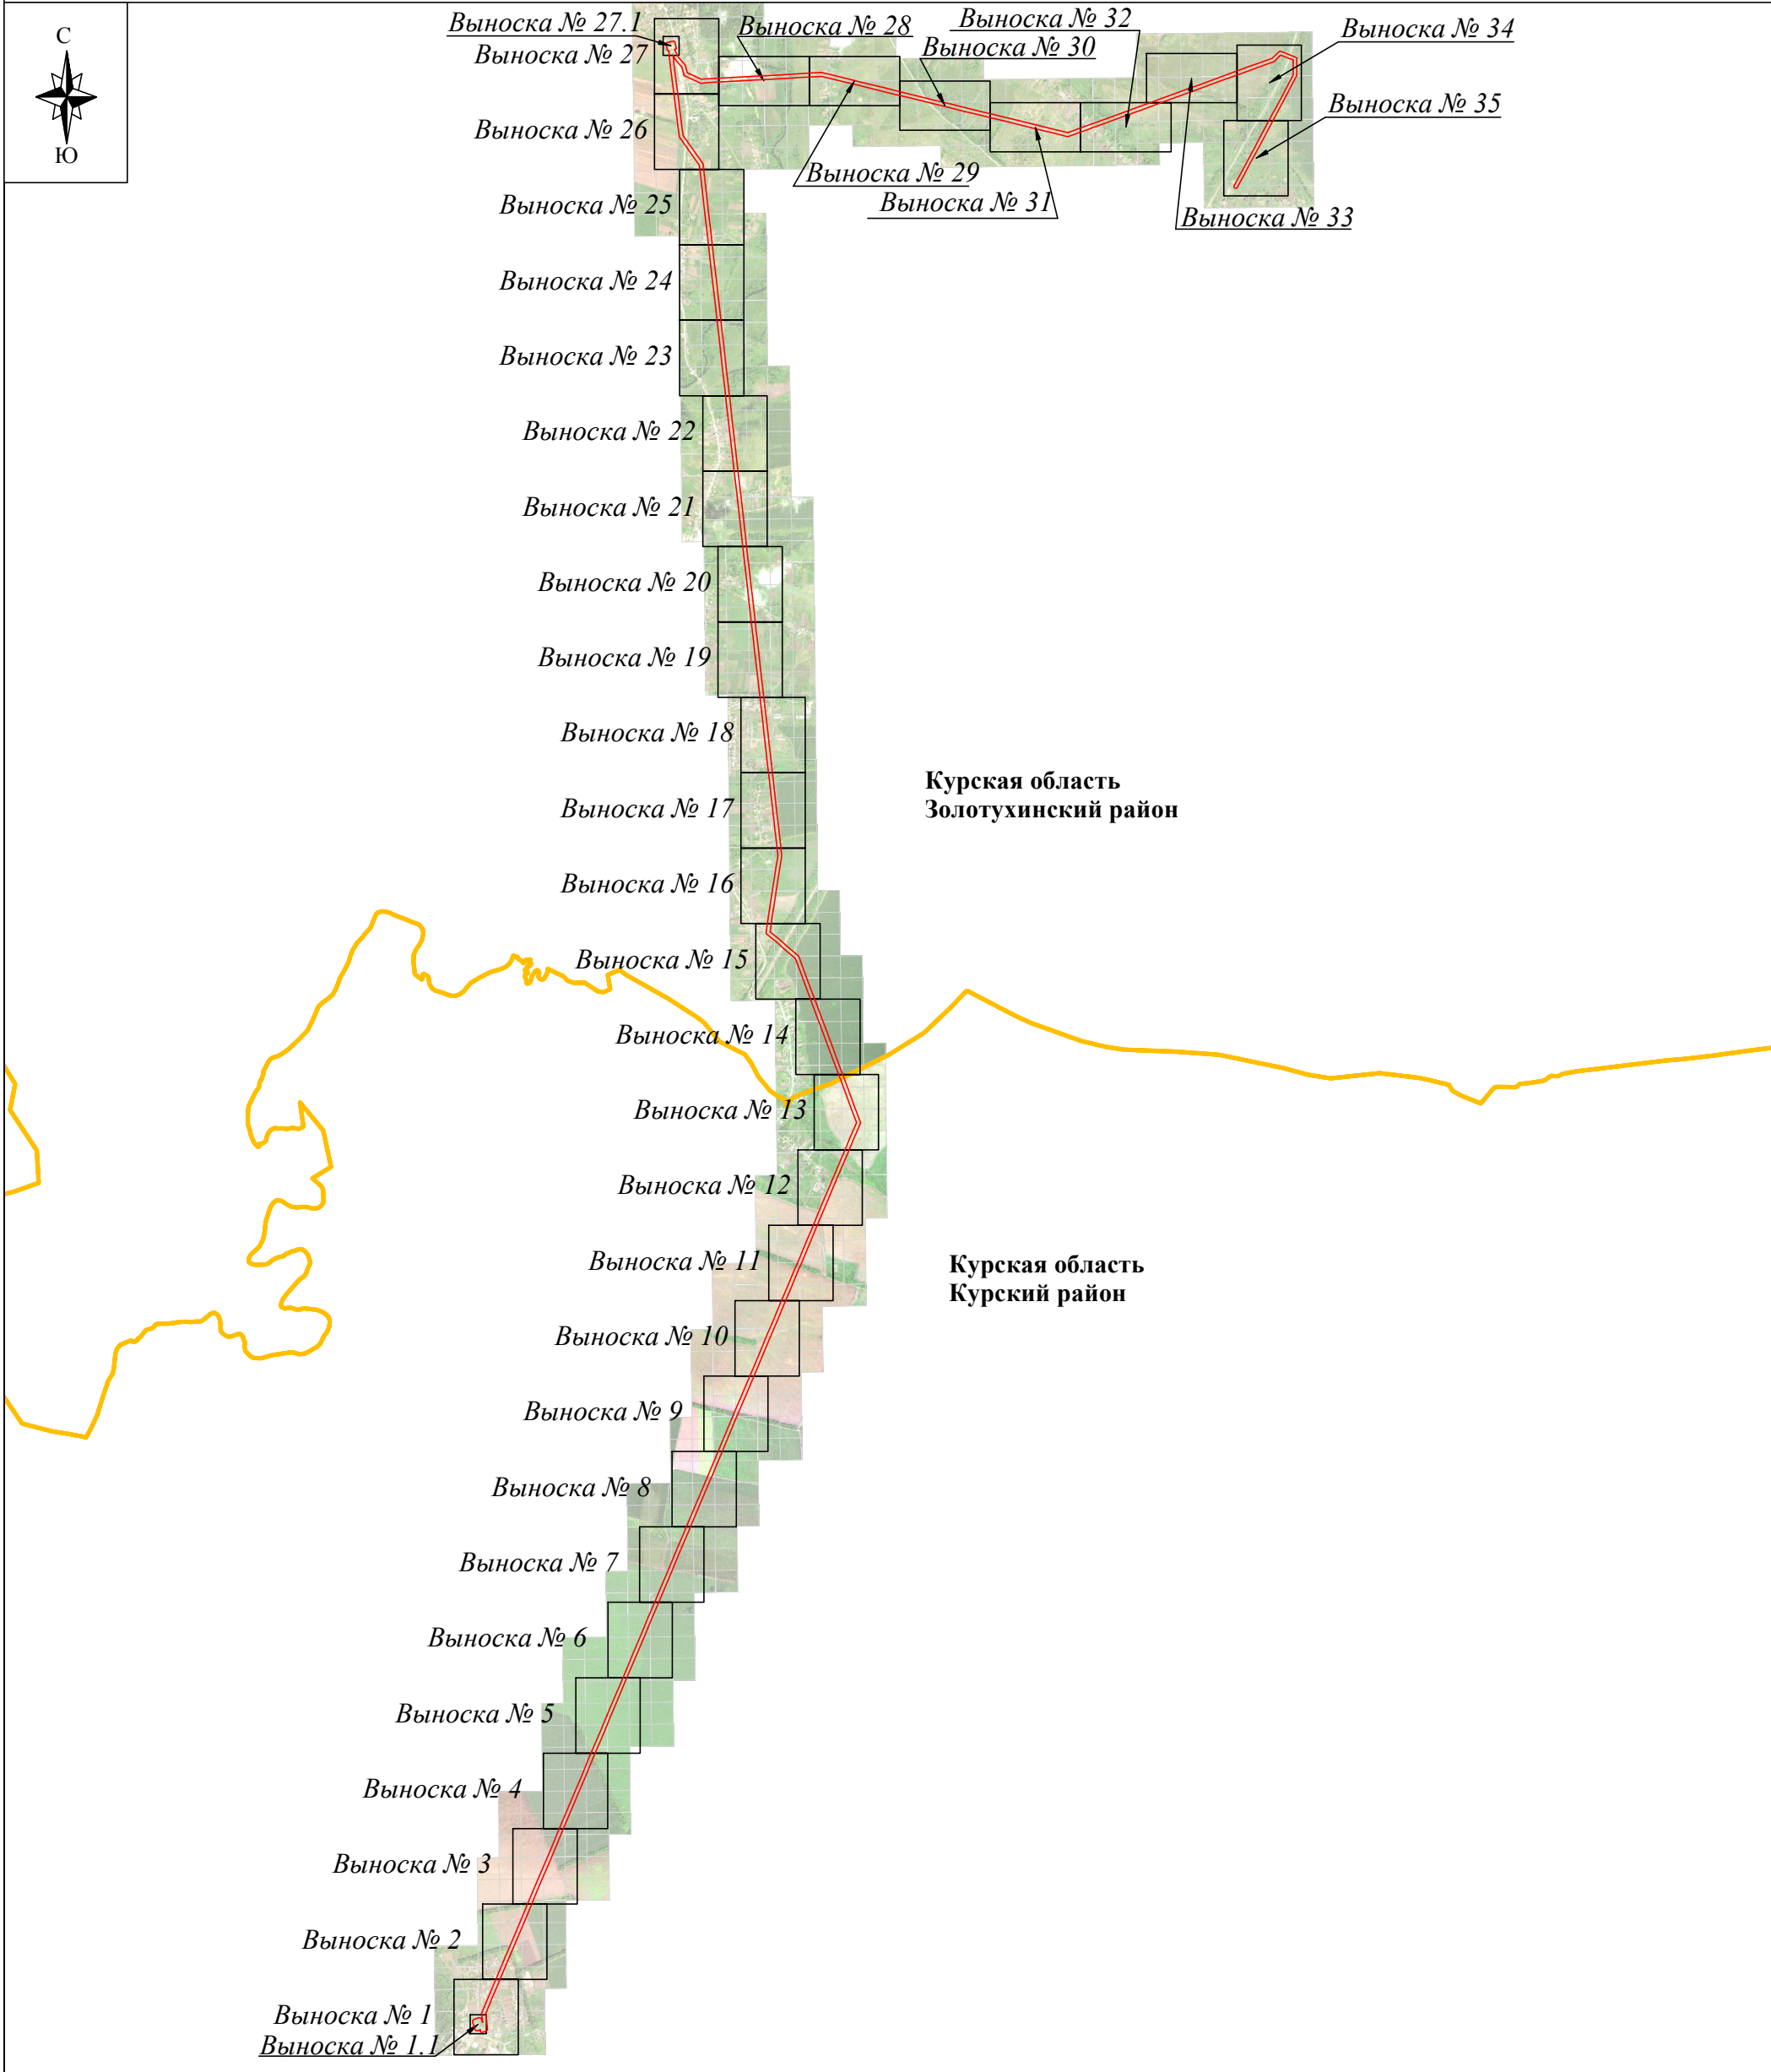 С
Ю
Выноска № 27.1
Выноска № 27
Выноска № 28
Выноска № 32
Выноска № 30
Выноска № 34
Выноска № 35
Выноска № 26
Выноска № 29
Выноска № 31
Выноска № 33
Выноска № 25
Выноска № 24
Выноска № 23
Выноска № 22
Выноска № 21
Выноска № 20
Выноска № 19
Выноска № 18
Курская область
Золотухинский район
Выноска № 17
Выноска № 16
Выноска № 15
Выноска № 14
Выноска № 13
Выноска № 12
Выноска № 11
Курская область
Курский район
Выноска № 10
Выноска № 9
Выноска № 8
Выноска № 7
Выноска № 6
Выноска № 5
Выноска № 4
Выноска № 3
Выноска № 2
Выноска № 1
Выноска № 1.1